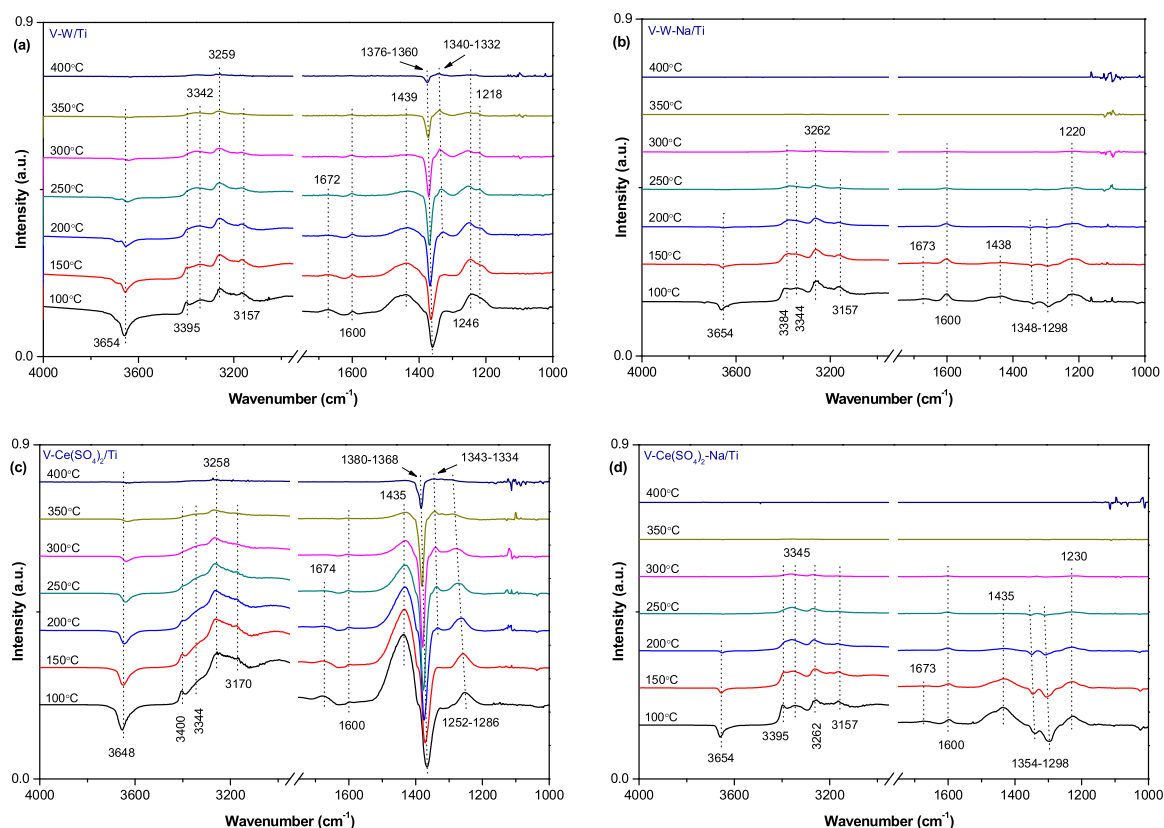 0.9
(a)
V-W/Ti
400°C
350°C
300°C
250°C
200°C
150°C
100°C
3259
3342
1376-1360
1340-1332
1439
1218
1672
3395
3157
3654
1600
1246
0.0
4000
3600
3200
1600
1400
1200
1000
Wavenumber (cm-1)
Intensity (a.u.)
0.9
(b)
V-W-Na/Ti
400°C
350°C
300°C
250°C
200°C
150°C
100°C
3262
1600
1220
1673
1438
3654
3384
3344
3157
1600
1348-1298
0.0
4000
3600
3200
1600
1400
1200
1000
Wavenumber (cm-1)
Intensity (a.u.)
0.9
(c)
V-Ce(SO4)2/Ti
400°C
350°C
300°C
250°C
200°C
150°C
100°C
3258
1380-1368
1343-1334
1435
1674
3170
3400
3344
3648
1600
1252-1286
0.0
4000
3600
3200
1600
1400
1200
1000
Wavenumber (cm-1)
Intensity (a.u.)
0.9
(d)
V-Ce(SO4)2-Na/Ti
400°C
350°C
300°C
250°C
200°C
150°C
100°C
3345
1230
1435
1673
3654
3395
3262
3157
1600
1354-1298
0.0
4000
3600
3200
1600
1400
1200
1000
Wavenumber (cm-1)
Intensity (a.u.)